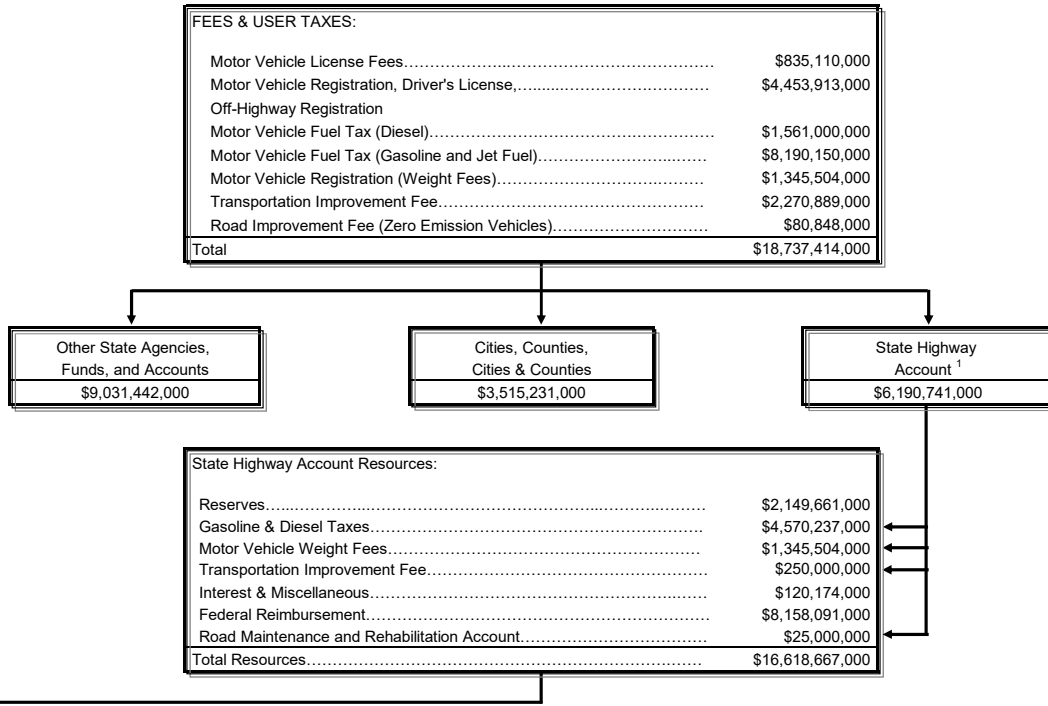 FEES & USER TAXES:
Motor Vehicle License Fees…………………………………………………… $835,110,000
Motor Vehicle Registration, Driver's License,………………………………… $4,453,913,000
Off-Highway Registration
Motor Vehicle Fuel Tax (Diesel)……………………………………………… $1,561,000,000
Motor Vehicle Fuel Tax (Gasoline and Jet Fuel)…………………………… $8,190,150,000
Motor Vehicle Registration (Weight Fees)………………………………… $1,345,504,000
Transportation Improvement Fee…………………………………………… $2,270,889,000
Road Improvement Fee (Zero Emission Vehicles)………………………… $80,848,000
Total $18,737,414,000
Other State Agencies,
Funds, and Accounts
$9,031,442,000
Cities, Counties,
Cities & Counties
$3,515,231,000
State Highway
Account 1
$6,190,741,000
State Highway Account Resources:
Reserves………………………………………………………………………… $2,149,661,000
Gasoline & Diesel Taxes……………………………………………………… $4,570,237,000
Motor Vehicle Weight Fees…………………………………………………… $1,345,504,000
Transportation Improvement Fee…………………………………………… $250,000,000
Interest & Miscellaneous……………………………………………………… $120,174,000
Federal Reimbursement……………………………………………………… $8,158,091,000
Road Maintenance and Rehabilitation Account…………………………… $25,000,000
Total Resources………………………………………………………………… $16,618,667,000